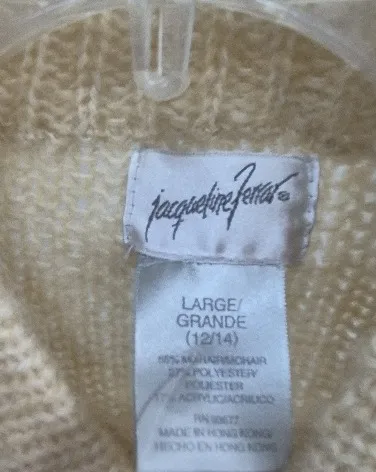 jacqueline Ferrar®
LARGE/
GRANDE
(12/14)
MOHAIR/MOHAIR
POLYESTER/
POLIESTER
17% ACRYLIC/ACRILICO
MADE IN HONG KONG/
HECHO EN HONG KONG